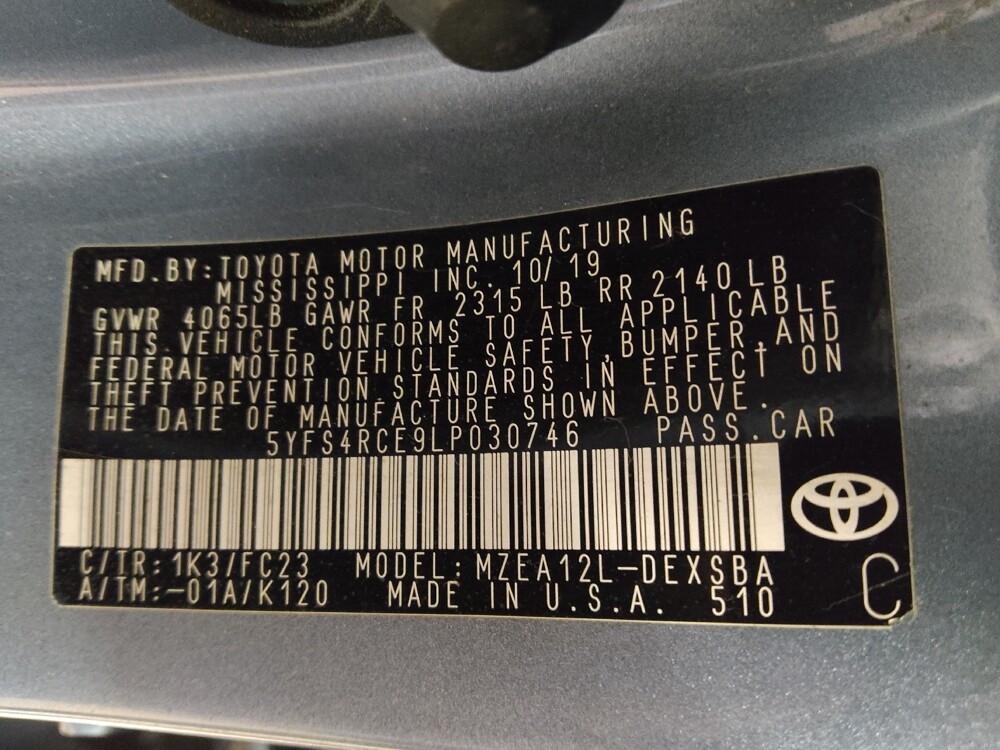 MFD.BY:TOYOTA MOTOR MANUFACTURING
MISSISSIPPI INC. 10/19
GVWR 4065LB GAWR FR 2315 LB RR 2140 LB
THIS VEHICLE CONFORMS TO ALL APPLICABLE
FEDERAL MOTOR VEHICLE SAFETY,BUMPER,AND
THEFT PREVENTION STANDARDS IN EFFECT ON
THE DATE OF MANUFACTURE SHOWN ABOVE.
5YFS4RCE9LP030746 PASS.CAR
C/TR:1K3/FC23 MODEL:MZEA12L-DEXSBA
A/TM:-01A/K120 MADE IN U.S.A. 510
C